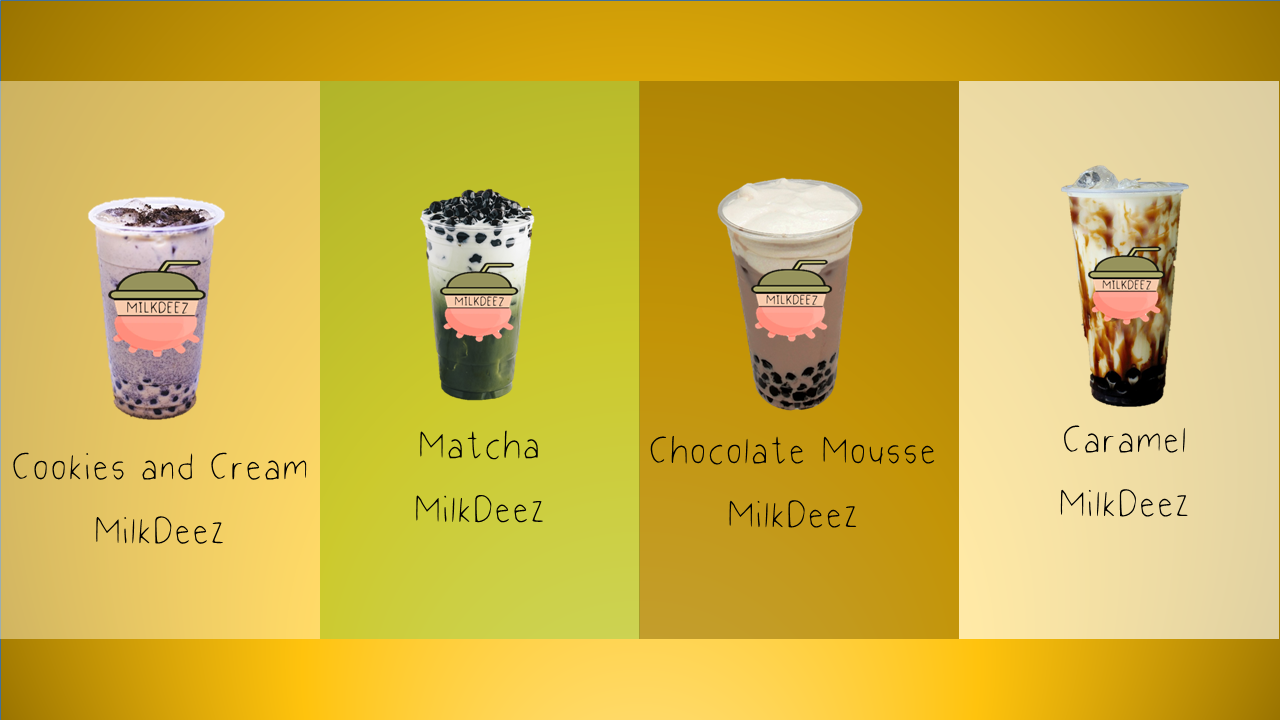 MILKDEEZ
Cookies and Cream
MilkDeez
MILKDEEZ
Matcha
MilkDeez
MILKDEEZ
Chocolate Mousse
MilkDeez
MILKDEEZ
Caramel
MilkDeez